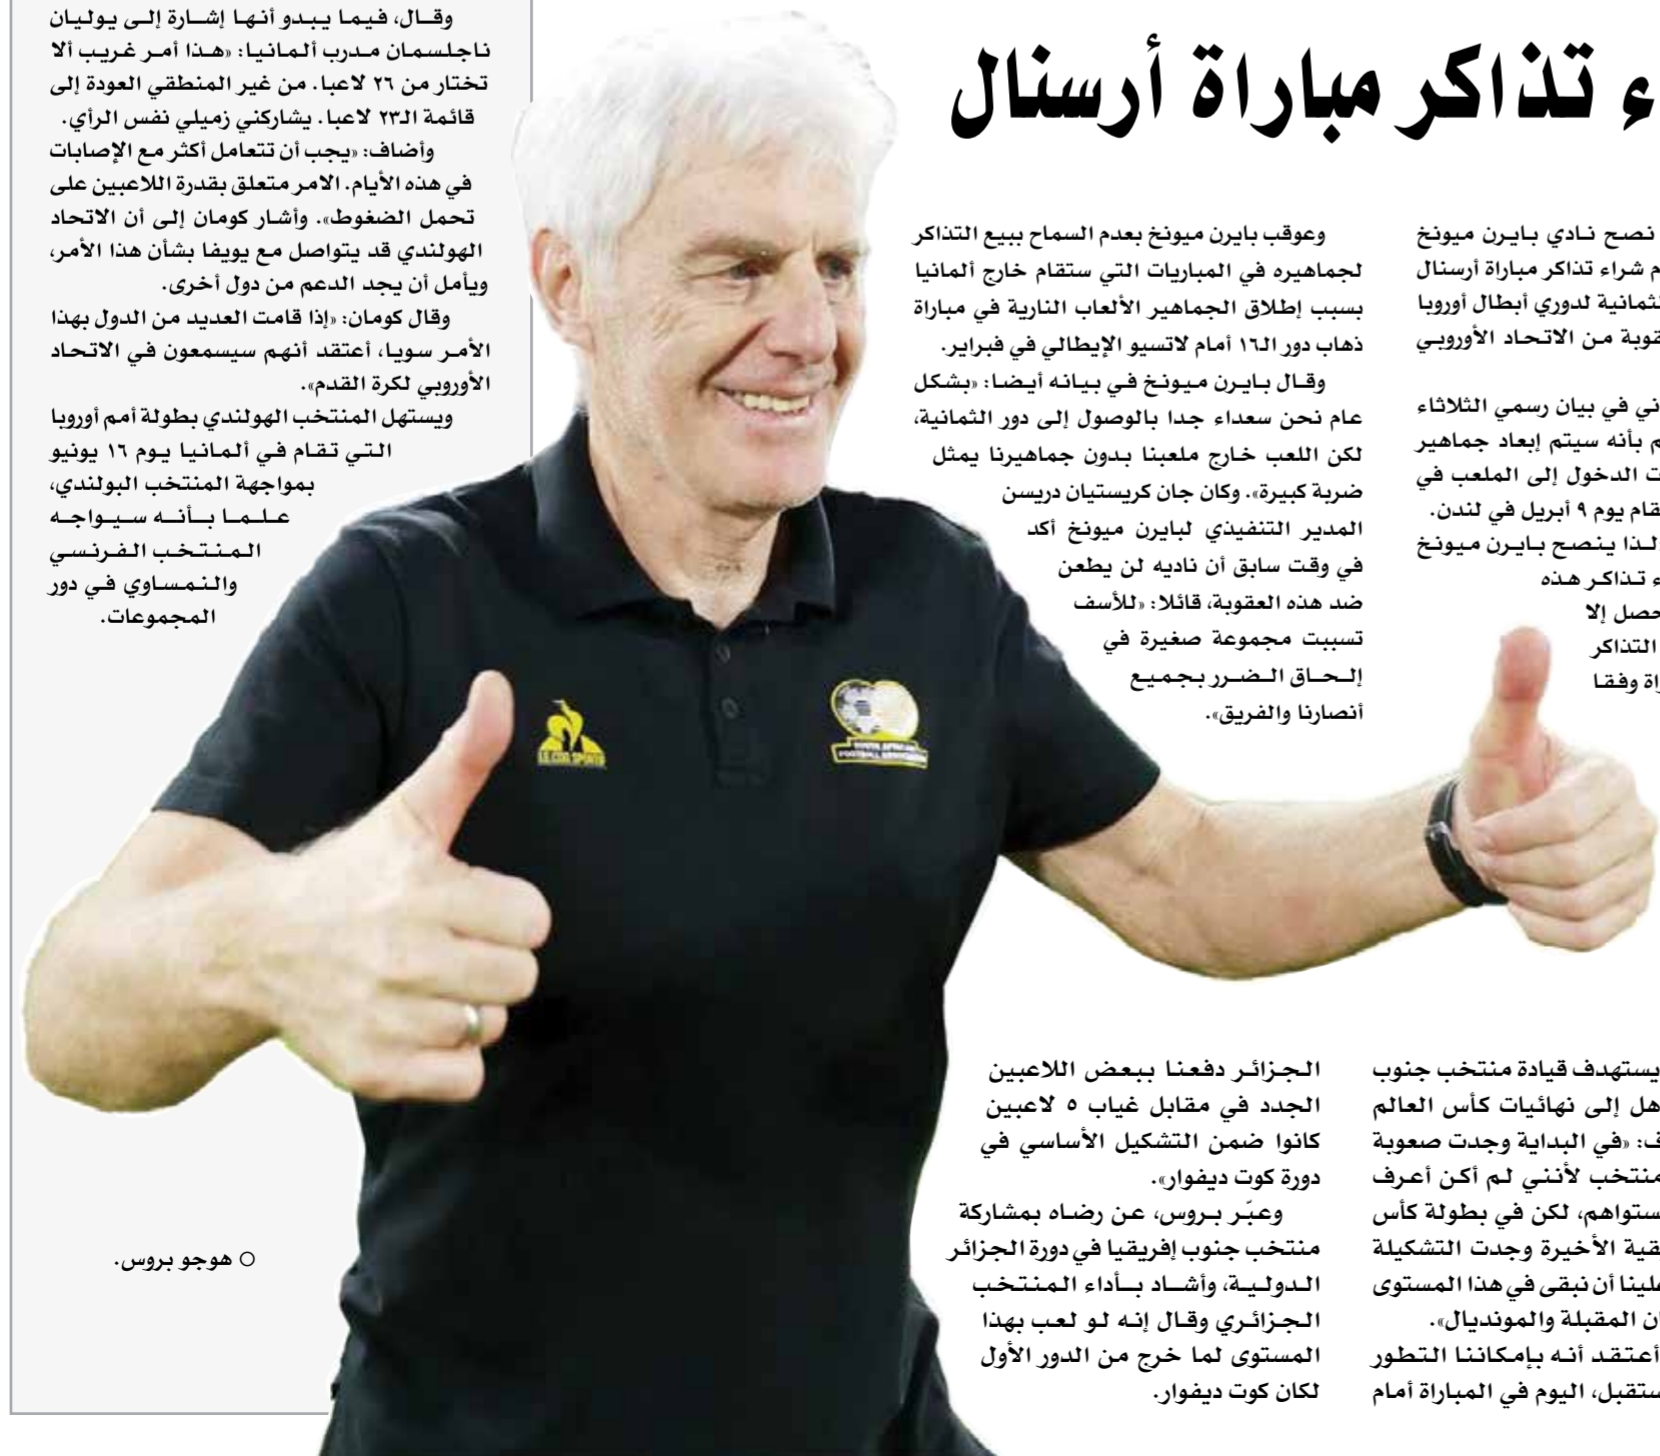 ء تذاكر مباراة أرسنال
نصح نادي بايرن ميونخ
م شراء تذاكر مباراة أرسنال
لثمانية لدوري أبطال أوروبا
قوبة من الاتحاد الأوروبي
ني في بيان رسمي الثلاثاء
م بأنه سيتم إبعاد جماهير
ت الدخول إلى الملعب في
قام يوم ٩ أبريل في لندن.
لذا ينصح بايرن ميونخ
ء تذاكر هذه
حصل إلا
التذاكر
راة وفقا
وعوقب بايرن ميونخ بعدم السماح ببيع التذاكر
لجماهيره في المباريات التي ستقام خارج ألمانيا
بسبب إطلاق الجماهير الألعاب النارية في مباراة
ذهاب دور الـ١٦ أمام لاتسيو الإيطالي في فبراير.
وقال بايرن ميونخ في بيانه أيضا: «بشكل
عام نحن سعداء جدا بالوصول إلى دور الثمانية،
لكن اللعب خارج ملعبنا بدون جماهيرنا يمثل
ضربة كبيرة». وكان جان كريستيان دريسن
المدير التنفيذي لبايرن ميونخ أكد
في وقت سابق أن ناديه لن يطعن
ضد هذه العقوبة، قائلا: «للأسف
تسببت مجموعة صغيرة في
إلحاق الضرر بجميع
أنصارنا والفريق».
وقال، فيما يبدو أنها إشارة إلى يوليان
ناجلسمان مدرب ألمانيا: «هذا أمر غريب ألا
تختار من ٢٦ لاعبا. من غير المنطقي العودة إلى
قائمة الـ٢٣ لاعبا. يشاركني زميلي نفس الرأي.
وأضاف: «يجب أن تتعامل أكثر مع الإصابات
في هذه الأيام. الامر متعلق بقدرة اللاعبين على
تحمل الضغوط». وأشار كومان إلى أن الاتحاد
الهولندي قد يتواصل مع يويفا بشأن هذا الأمر،
ويأمل أن يجد الدعم من دول أخرى.
وقال كومان: «إذا قامت العديد من الدول بهذا
الأمر سويا، أعتقد أنهم سيسمعون في الاتحاد
الأوروبي لكرة القدم».
ويستهل المنتخب الهولندي بطولة أمم أوروبا
التي تقام في ألمانيا يوم ١٦ يونيو
بمواجهة المنتخب البولندي،
علما بأنه سيواجه
المنتخب الفرنسي
والنمساوي في دور
المجموعات.
LE COQ SPORTIF
SOUTH AFRICAN
FOOTBALL ASSOCIATION
يستهدف قيادة منتخب جنوب
هل إلى نهائيات كأس العالم
ف: «في البداية وجدت صعوبة
منتخب لأنني لم أكن أعرف
ستواهم، لكن في بطولة كأس
قية الأخيرة وجدت التشكيلة
علينا أن نبقى في هذا المستوى
ان المقبلة والمونديال».
أعتقد أنه بإمكاننا التطور
ستقبل، اليوم في المباراة أمام
الجزائر دفعنا ببعض اللاعبين
الجدد في مقابل غياب ٥ لاعبين
كانوا ضمن التشكيل الأساسي في
دورة كوت ديفوار».
وعبّر بروس، عن رضاه بمشاركة
منتخب جنوب إفريقيا في دورة الجزائر
الدولية، وأشاد بأداء المنتخب
الجزائري وقال إنه لو لعب بهذا
المستوى لما خرج من الدور الأول
لكان كوت ديفوار.
○ هوجو بروس.